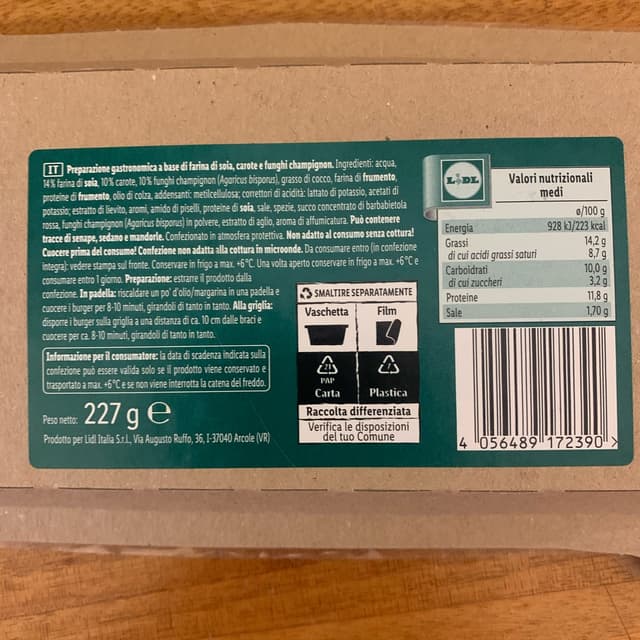 IT Preparazione gastronomica a base di farina di soia, carote e funghi champignon. Ingredienti: acqua,
14% farina di soia, 10% carote, 10% funghi champignon (Agaricus bisporus), grasso di cocco, farina di frumento,
proteine di frumento, olio di colza, addensanti: metilcellulosa; correttori di acidità: lattato di potassio, acetati di
potassio; estratto di lievito, aromi, amido di piselli, proteine di soia, sale, spezie, succo concentrato di barbabietola
rossa, funghi champignon (Agaricus bisporus) in polvere, estratto di aglio, aroma di affumicatura. Può contenere
tracce di senape, sedano e mandorle. Confezionato in atmosfera protettiva. Non adatto al consumo senza cottura!
Cuocere prima del consumo! Confezione non adatta alla cottura in microonde. Da consumare entro (in confezione
integra): vedere stampa sul fronte. Conservare in frigo a max. +6°C. Una volta aperto conservare in frigo a max. +6°C e
consumare entro 1 giorno. Preparazione: estrarre il prodotto dalla
confezione. In padella: riscaldare un po' d'olio/margarina in una padella e
cuocere i burger per 8-10 minuti, girandoli di tanto in tanto. Alla griglia:
disporre i burger sulla griglia a una distanza di ca. 10 cm dalle braci e
cuocere per ca. 8-10 minuti, girandoli di tanto in tanto.
Informazione per il consumatore: la data di scadenza indicata sulla
confezione può essere valida solo se il prodotto viene conservato e
trasportato a max. +6°C e se non viene interrotta la catena del freddo.
Peso netto: 227 g e
Prodotto per Lidl Italia S.r.l., Via Augusto Ruffo, 36, I-37040 Arcole (VR)
SMALTIRE SEPARATAMENTE
Vaschetta Film
21 7
PAP
Carta Plastica
Raccolta differenziata
Verifica le disposizioni
del tuo Comune
LIDL
Valori nutrizionali
medi
ø/100 g
Energia 928 kJ/223 kcal
Grassi 14,2 g
di cui acidi grassi saturi 8,7 g
Carboidrati 10,0 g
di cui zuccheri 3,2 g
Proteine 11,8 g
Sale 1,70 g
4 056489 172390 >